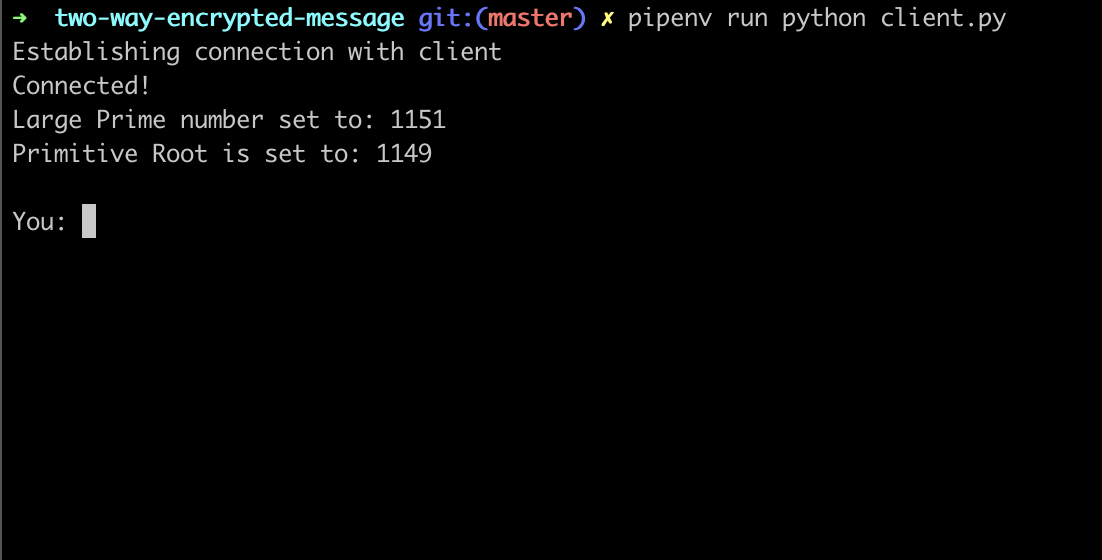 ➜  two-way-encrypted-message git:(master) ✗ pipenv run python client.py
Establishing connection with client
Connected!
Large Prime number set to: 1151
Primitive Root is set to: 1149
You: